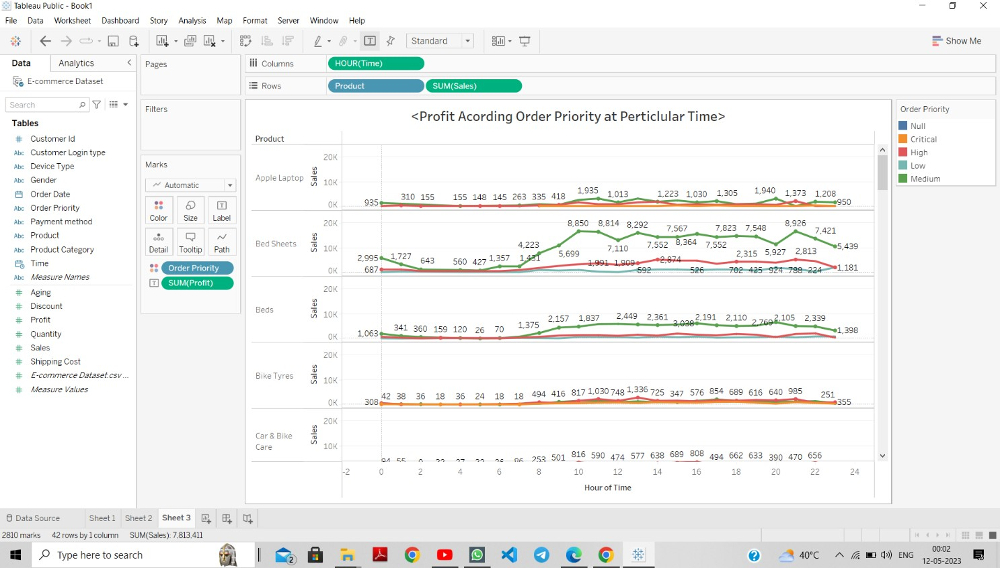 Tableau Public - Book1
File Data Worksheet Dashboard Story Analysis Map Format Server Window Help
Standard
Show Me
Data Analytics
E-commerce Dataset
Search
Tables
# Customer Id
Abc Customer Login type
Abc Device Type
Abc Gender
Order Date
Abc Order Priority
Abc Payment method
Abc Product
Abc Product Category
Time
Abc Measure Names
# Aging
# Discount
# Profit
# Quantity
# Sales
# Shipping Cost
# E-commerce Dataset.csv ...
# Measure Values
Pages
Filters
Marks
Automatic
Color Size Label
Detail Tooltip Path
Order Priority
SUM(Profit)
Columns HOUR(Time)
Rows Product SUM(Sales)
<Profit Acording Order Priority at Perticlular Time>
Product
Apple Laptop
Sales
20K
10K
0K
935 310 155 155 148 145 263 335 418 1,935 1,013 1,223 1,030 1,305 1,940 1,373 1,208 950
Bed Sheets
Sales
20K
10K
0K
8,850 8,814 8,292 7,567 7,823 7,548 8,926 7,421
4,223 7,110 7,552 8,364 7,552 5,439
2,995 1,727 643 560 427 1,357 1,431 5,699 2,315 5,927 2,813
687 1,991 1,909 592 2,874 526 702 425 924 788 224 1,181
Beds
Sales
20K
10K
0K
1,063 341 360 159 120 26 70 1,375 2,157 1,837 2,449 2,361 3,038 2,191 2,110 2,769 2,105 2,339 1,398
Bike Tyres
Sales
20K
10K
0K
308 42 38 36 18 36 24 18 18 494 416 817 1,030 748 1,336 725 347 576 854 689 616 640 985 251 355
Car & Bike
Care
Sales
20K
10K
94 55 253 501 816 590 474 577 638 689 808 494 662 633 390 470 656
-2 0 2 4 6 8 10 12 14 16 18 20 22 24
Hour of Time
Order Priority
Null
Critical
High
Low
Medium
Data Source Sheet 1 Sheet 2 Sheet 3
2810 marks 42 rows by 1 column SUM(Sales): 7,813,411
Type here to search
2
40°C
ENG
00:02
12-05-2023